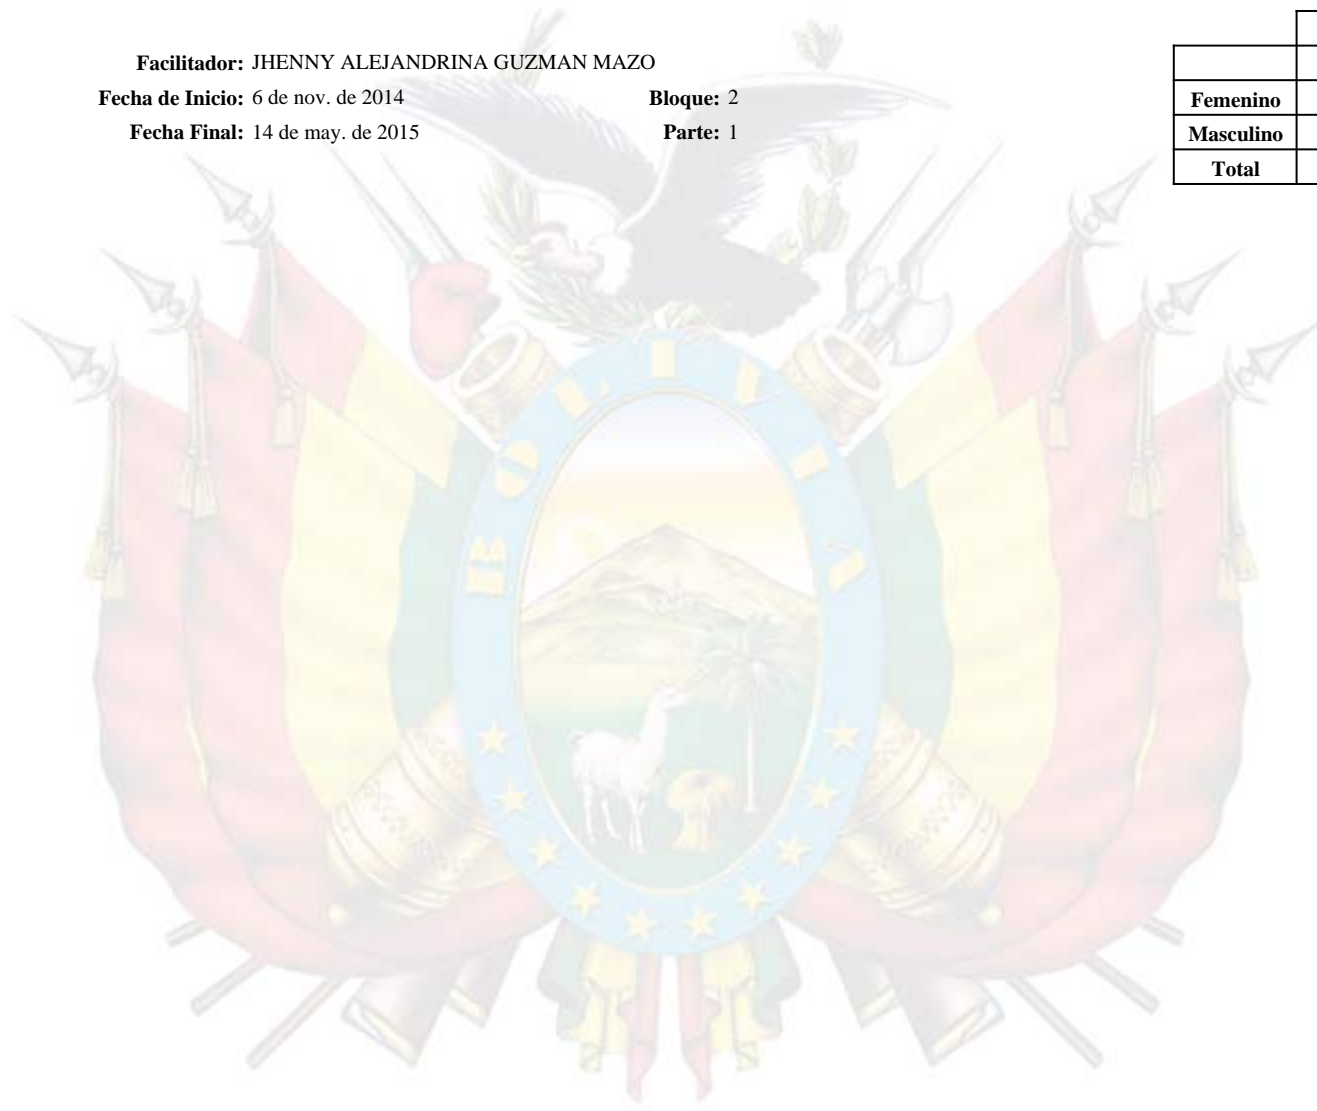 Facilitador: JHENNY ALEJANDRINA GUZMAN MAZO
Fecha de Inicio: 6 de nov. de 2014 Bloque: 2
Fecha Final: 14 de may. de 2015 Parte: 1
Femenino
Masculino
Total
BOLIVIA